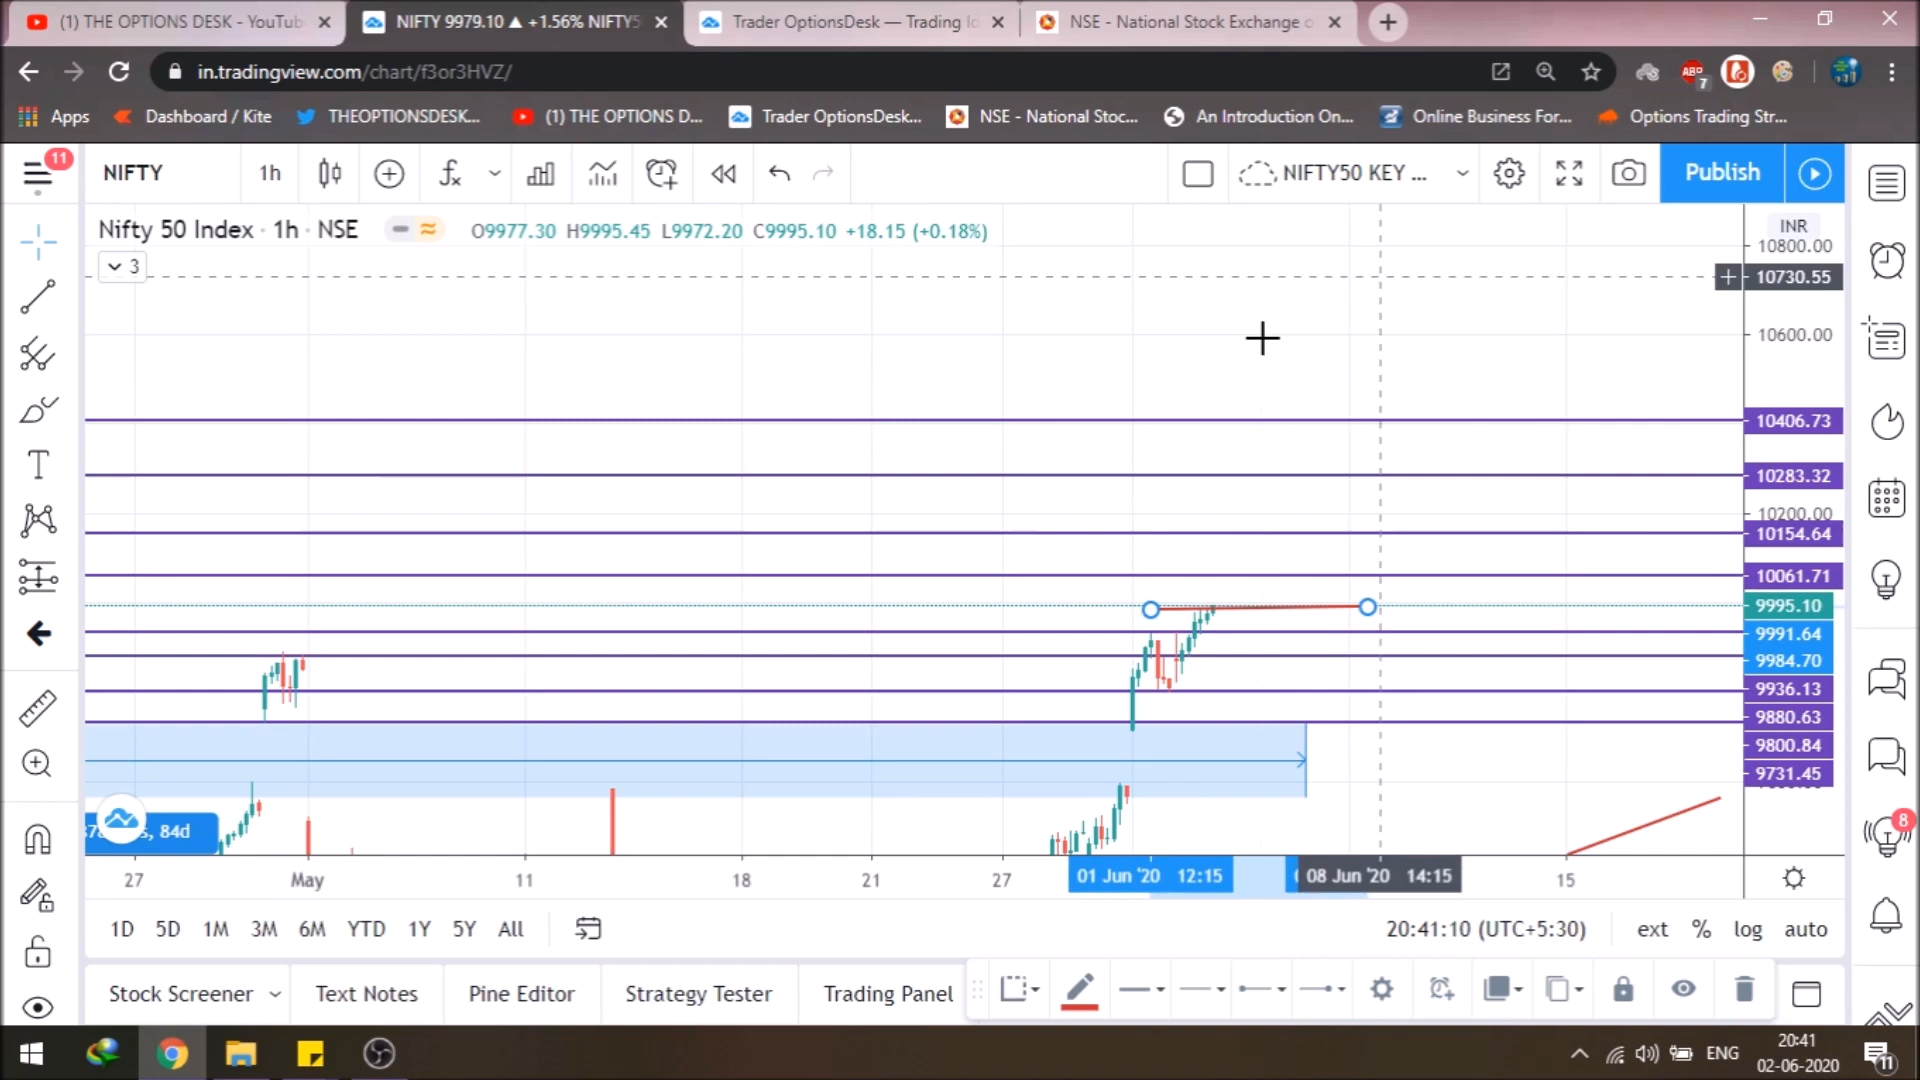 (1) THE OPTIONS DESK - YouTub
NIFTY 9979.10 ▲ +1.56% NIFTY5
Trader OptionsDesk — Trading I
NSE - National Stock Exchange o
in.tradingview.com/chart/f3or3HVZ/
ABP
7
Apps
Dashboard / Kite
THEOPTIONSDESK...
(1) THE OPTIONS D...
Trader OptionsDesk...
NSE - National Stoc...
An Introduction On...
Online Business For...
Options Trading Str...
11
NIFTY
1h
NIFTY50 KEY ...
Publish
Nifty 50 Index · 1h · NSE
O9977.30 H9995.45 L9972.20 C9995.10 +18.15 (+0.18%)
3
INR
10800.00
10730.55
10600.00
10406.73
10283.32
10200.00
10154.64
10061.71
9995.10
9991.64
9984.70
9936.13
9880.63
9800.84
9731.45
s, 84d
8
27
May
11
18
21
27
01 Jun '20 12:15
08 Jun '20 14:15
15
1D 5D 1M 3M 6M YTD 1Y 5Y All
20:41:10 (UTC+5:30)
ext % log auto
Stock Screener
Text Notes
Pine Editor
Strategy Tester
Trading Panel
ENG
20:41
02-06-2020
11